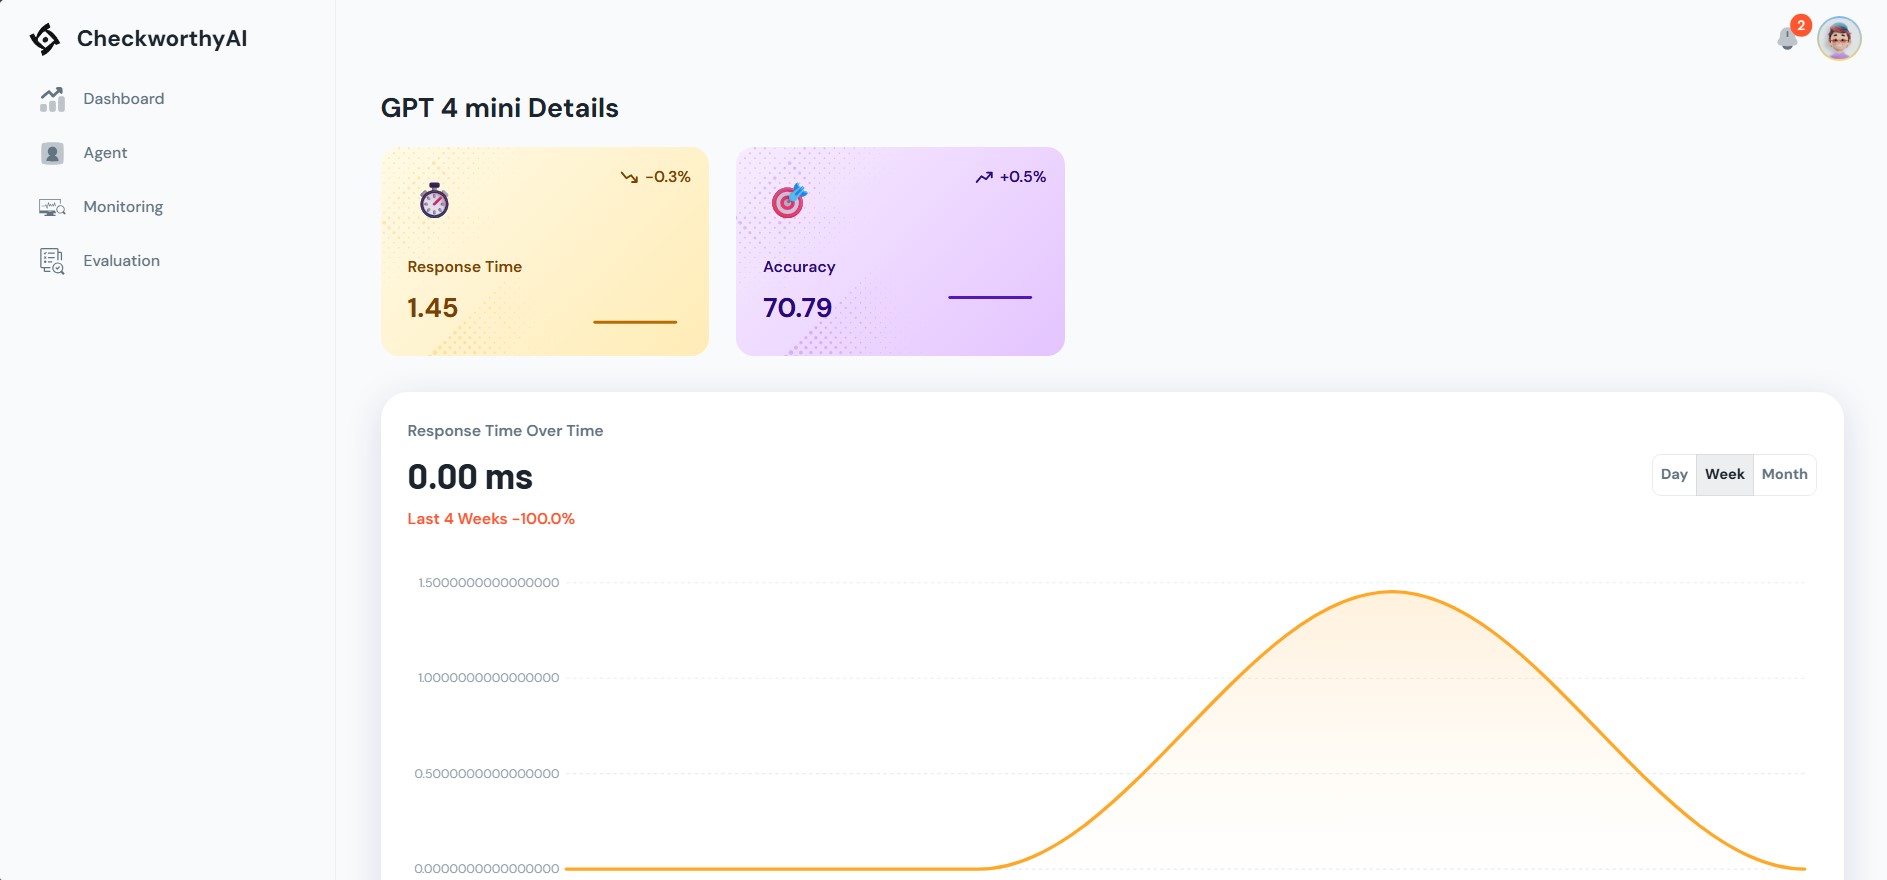 CheckworthyAI
2
Dashboard
Agent
Monitoring
Evaluation
GPT 4 mini Details
-0.3%
Response Time
1.45
+0.5%
Accuracy
70.79
Response Time Over Time
0.00 ms
Last 4 Weeks -100.0%
Day Week Month
1.5000000000000000
1.0000000000000000
0.5000000000000000
0.0000000000000000